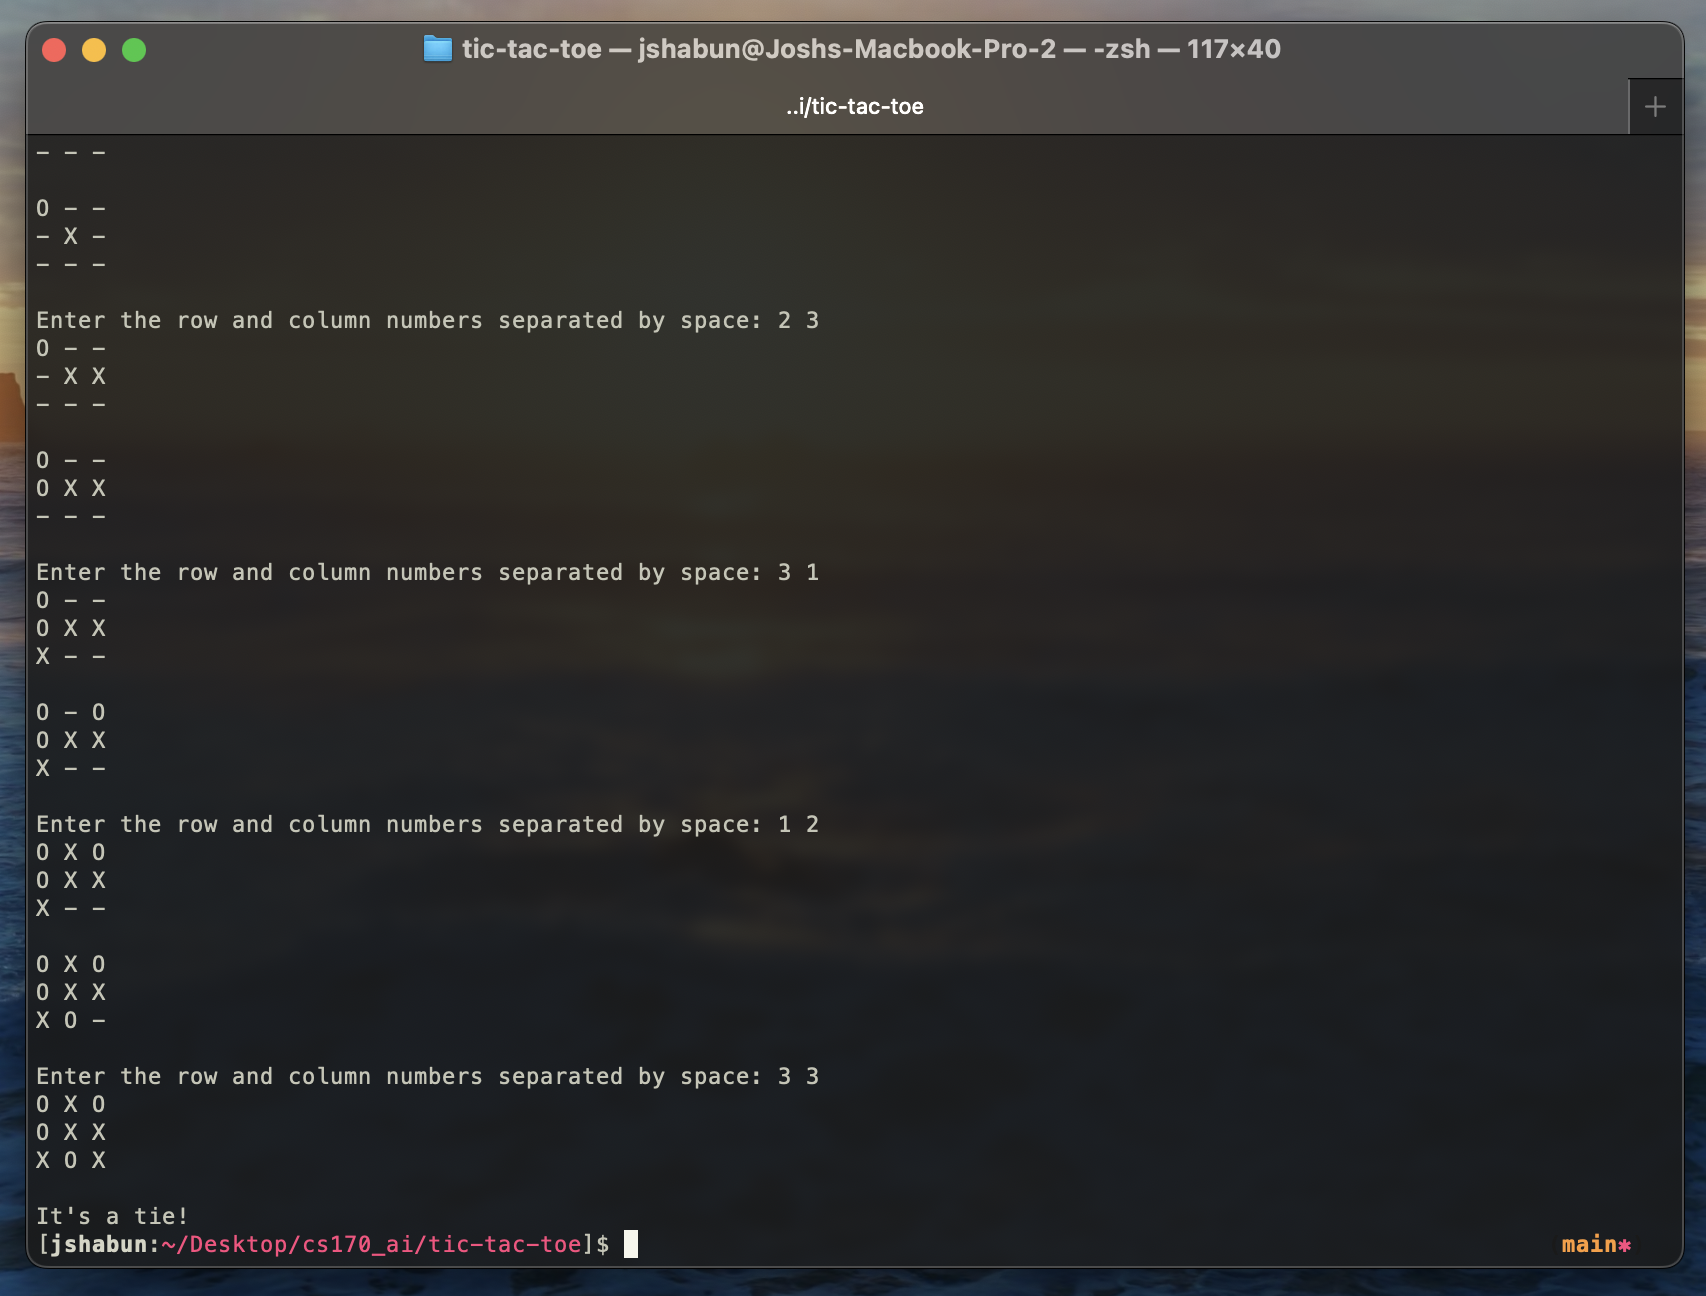 tic-tac-toe — jshabun@Joshs-Macbook-Pro-2 — -zsh — 117×40
..i/tic-tac-toe
+
- - -
O - -
- X -
- - -
Enter the row and column numbers separated by space: 2 3
O - -
- X X
- - -
O - -
O X X
- - -
Enter the row and column numbers separated by space: 3 1
O - -
O X X
X - -
O - O
O X X
X - -
Enter the row and column numbers separated by space: 1 2
O X O
O X X
X - -
O X O
O X X
X O -
Enter the row and column numbers separated by space: 3 3
O X O
O X X
X O X
It's a tie!
[jshabun:~/Desktop/cs170_ai/tic-tac-toe]$ main*